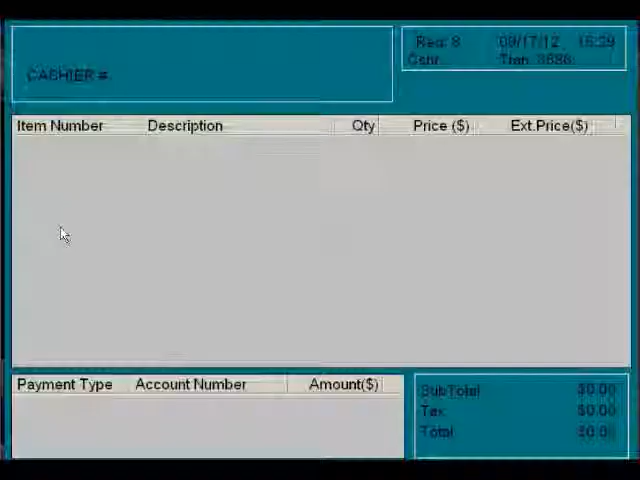 Reg: 8 09/17/12 15:29
CASHIER #
Cshr:
Tran: 3686
Item Number Description Qty Price ($) Ext.Price($)
Payment Type Account Number Amount($)
SubTotal $0.00
Tax $0.00
Total $0.00